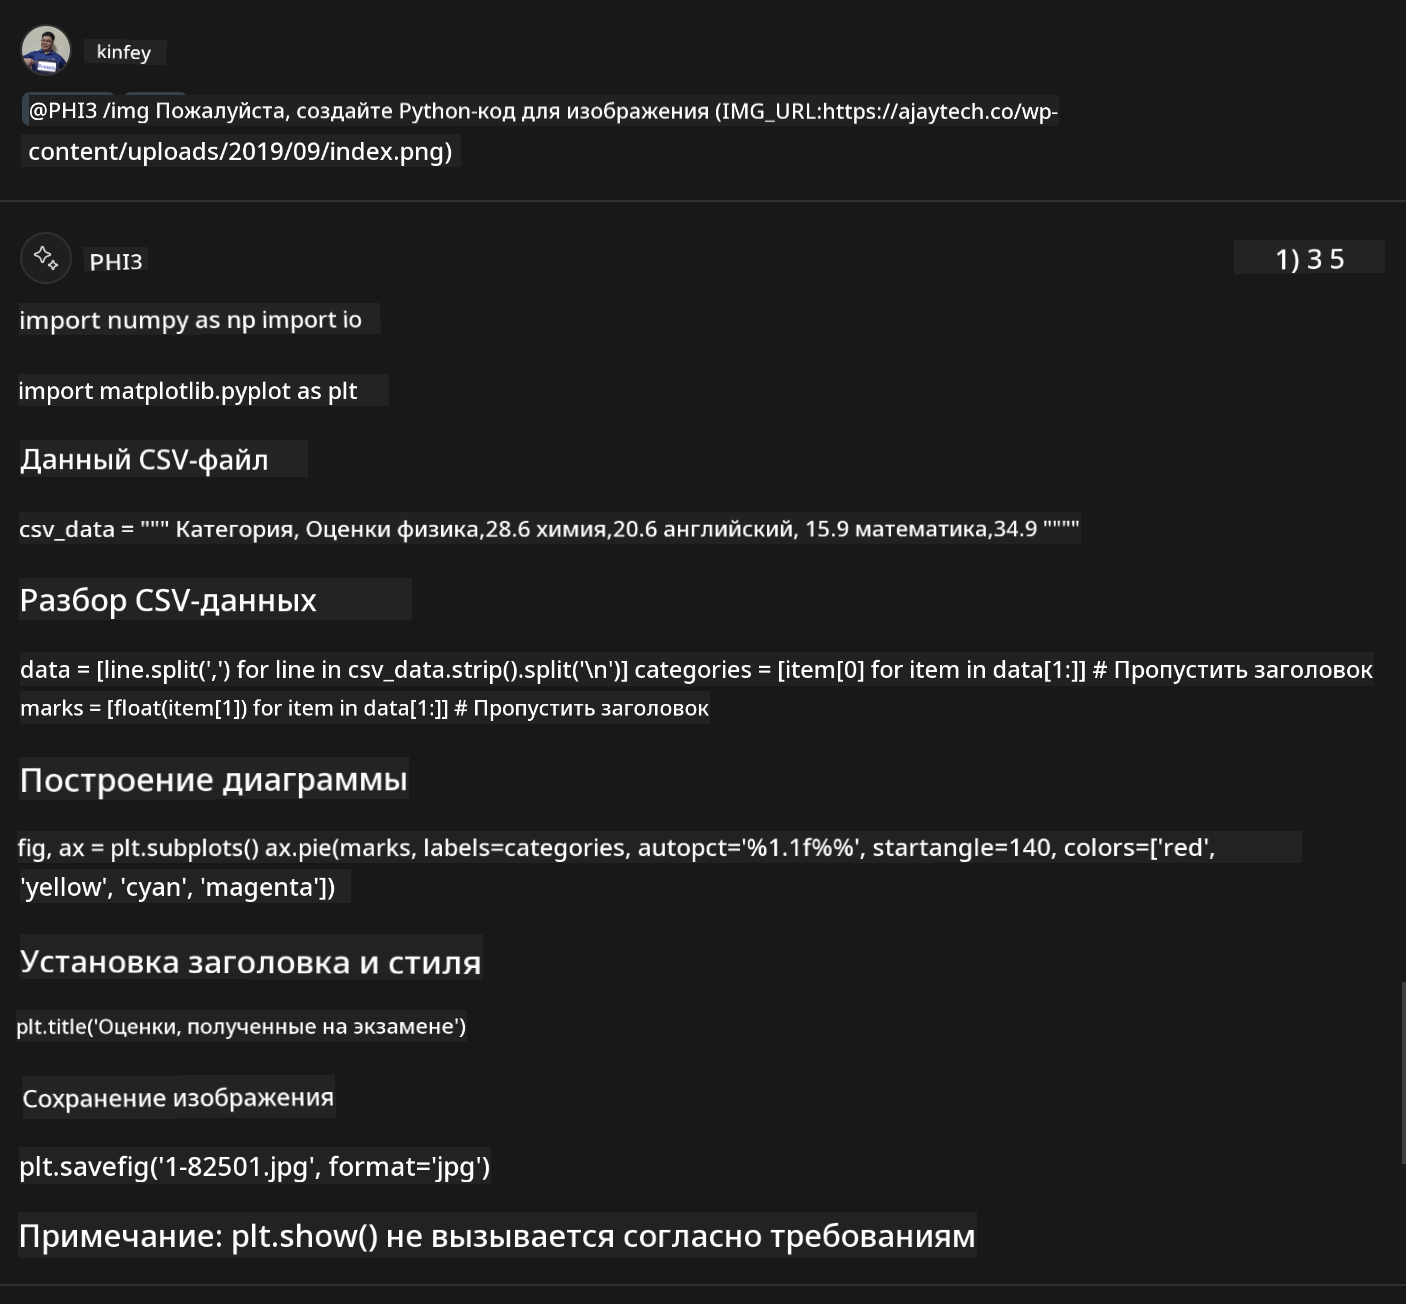 kinfey
@PHI3 /img Пожалуйста, создайте Python-код для изображения (IMG_URL:https://ajaytech.co/wp-
content/uploads/2019/09/index.png)
PHI3
1) 3 5
import numpy as np import io
import matplotlib.pyplot as plt
Данный CSV-файл
csv_data = """ Категория, Оценки физика,28.6 химия,20.6 английский, 15.9 математика,34.9 """"
Разбор CSV-данных
data = [line.split(',') for line in csv_data.strip().split('\n')] categories = [item[0] for item in data[1:]] # Пропустить заголовок
marks = [float(item[1]) for item in data[1:]] # Пропустить заголовок
Построение диаграммы
fig, ax = plt.subplots() ax.pie(marks, labels=categories, autopct='%1.1f%%', startangle=140, colors=['red',
'yellow', 'cyan', 'magenta'])
Установка заголовка и стиля
plt.title('Оценки, полученные на экзамене')
Сохранение изображения
plt.savefig('1-82501.jpg', format='jpg')
Примечание: plt.show() не вызывается согласно требованиям